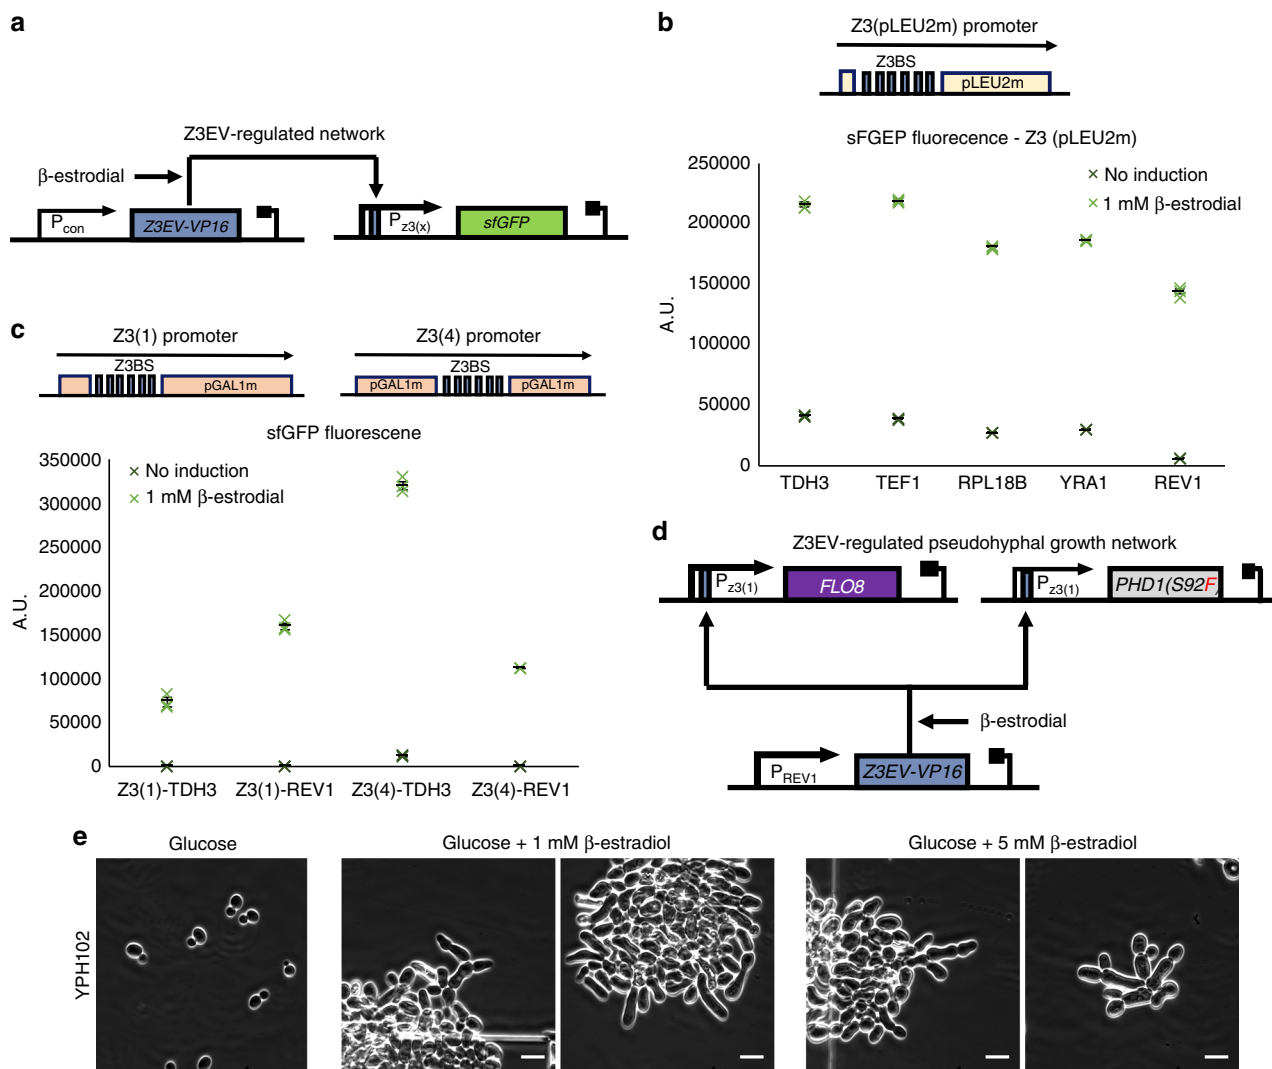 a
Z3EV-regulated network
β-estrodial
Pcon
Z3EV-VP16
Pz3(x)
sfGFP
b
Z3(pLEU2m) promoter
Z3BS
pLEU2m
sFGEP fluorecence - Z3 (pLEU2m)
250000
200000
150000
100000
50000
0
A.U.
No induction
1 mM β-estrodial
TDH3 TEF1 RPL18B YRA1 REV1
c
Z3(1) promoter
Z3BS
pGAL1m
Z3(4) promoter
Z3BS
pGAL1m pGAL1m
sfGFP fluorescene
350000
300000
250000
200000
150000
100000
50000
0
A.U.
No induction
1 mM β-estrodial
Z3(1)-TDH3 Z3(1)-REV1 Z3(4)-TDH3 Z3(4)-REV1
d
Z3EV-regulated pseudohyphal growth network
Pz3(1)
FLO8
Pz3(1)
PHD1(S92F)
β-estrodial
PREV1
Z3EV-VP16
e
Glucose
Glucose + 1 mM β-estradiol
Glucose + 5 mM β-estradiol
YPH102